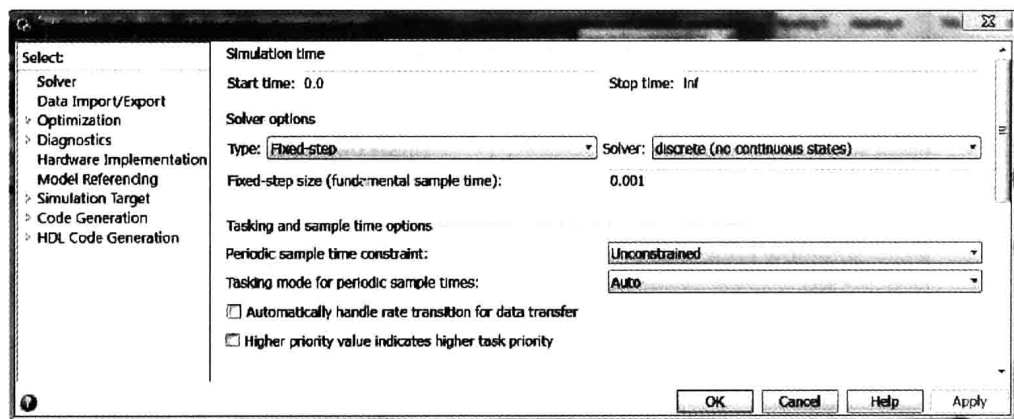 Select:
Solver
Data Import/Export
Optimization
Diagnostics
Hardware Implementation
Model Referencing
Simulation Target
Code Generation
HDL Code Generation
Simulation time
Start time: 0.0 Stop time: inf
Solver options
Type: Fixed-step Solver: discrete (no continuous states)
Fixed-step size (fundamental sample time): 0.001
Tasking and sample time options
Periodic sample time constraint: Unconstrained
Tasking mode for periodic sample times: Auto
Automatically handle rate transition for data transfer
Higher priority value indicates higher task priority
OK Cancel Help Apply